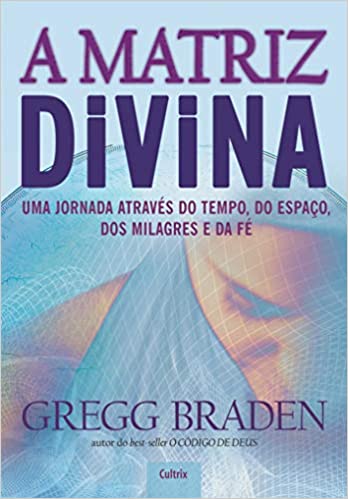 A MATRIZ
DiViNA
UMA JORNADA ATRAVÉS DO TEMPO, DO ESPAÇO,
DOS MILAGRES E DA FÉ
GREGG BRADEN
autor do best-seller O CÓDIGO DE DEUS
Cultrix